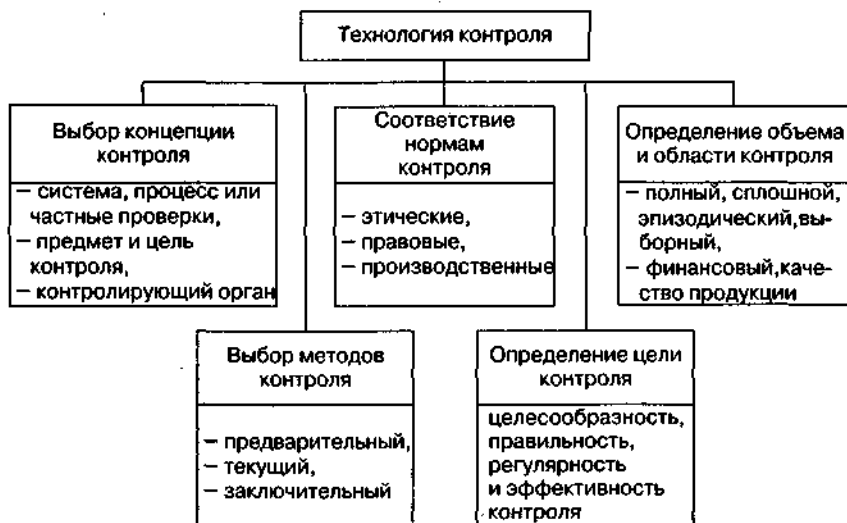 Технология контроля
Выбор концепции
контроля
– система, процесс или
частные проверки,
– предмет и цель
контроля,
– контролирующий орган
Соответствие
нормам
контроля
– этические,
– правовые,
– производственные
Определение объема
и области контроля
– полный, сплошной,
эпизодический,вы-
борный,
– финансовый,каче-
ство продукции
Выбор методов
контроля
– предварительный,
– текущий,
– заключительный
Определение цели
контроля
целесообразность,
правильность,
регулярность
и эффективность
контроля